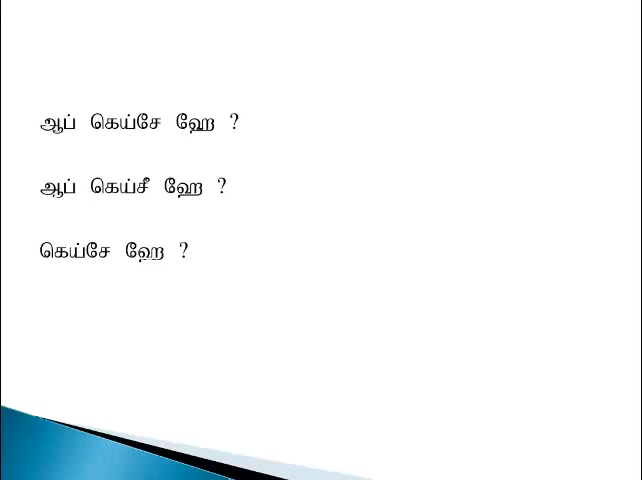 ஆப் கெய்சே ஹே ?
ஆப் கெய்சீ ஹே ?
கெய்சே ஹே ?